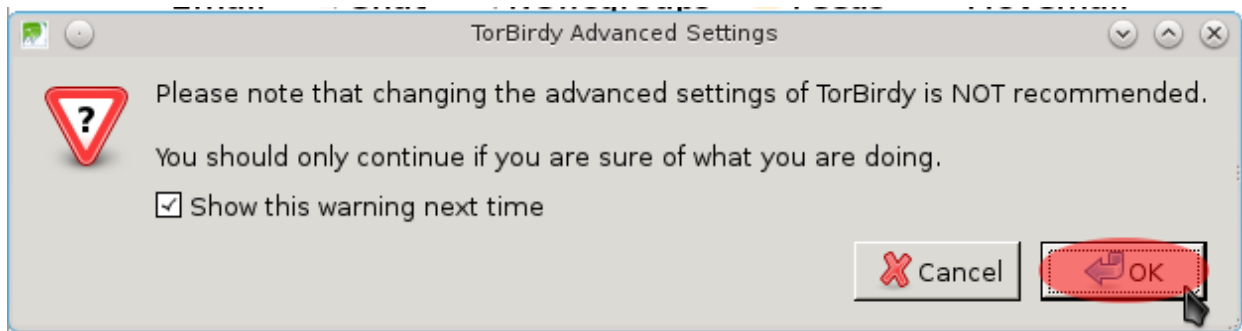 TorBirdy Advanced Settings
Please note that changing the advanced settings of TorBirdy is NOT recommended.
You should only continue if you are sure of what you are doing.
Show this warning next time
Cancel
OK